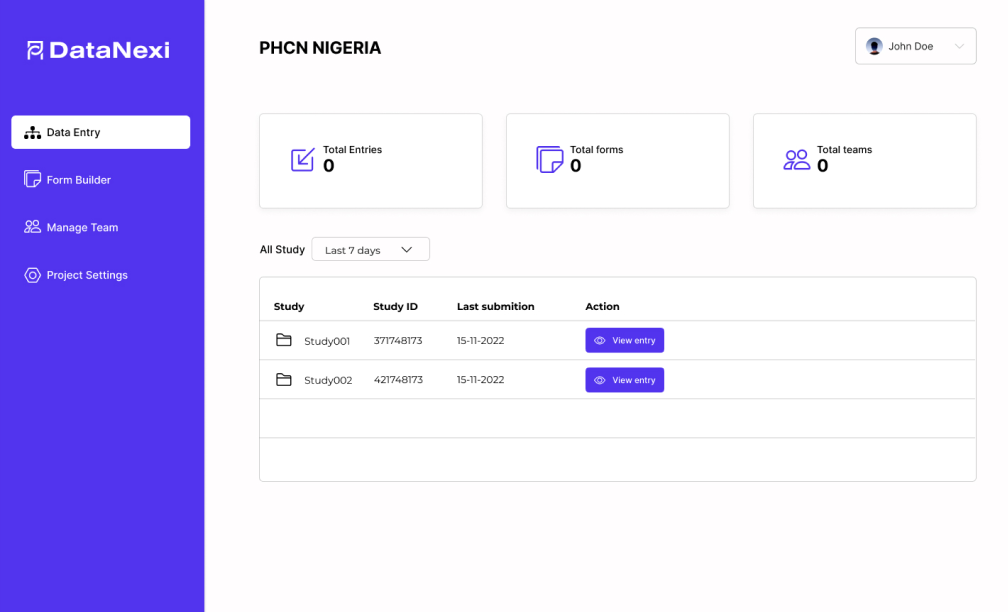 DataNexi
PHCN NIGERIA
John Doe
Data Entry
Form Builder
Manage Team
Project Settings
Total Entries
0
Total forms
0
Total teams
0
All Study
Last 7 days
Study Study ID Last submition Action
Study001 371748173 15-11-2022 View entry
Study002 421748173 15-11-2022 View entry